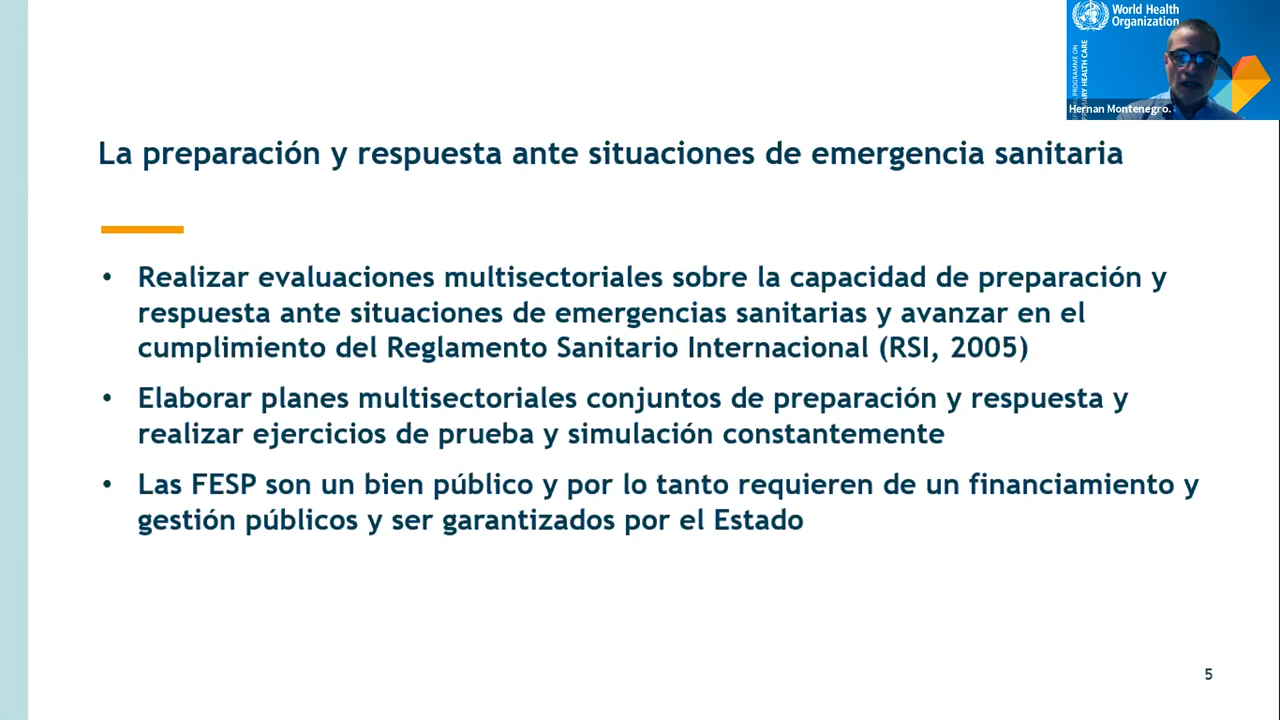 World Health
Organization
PROGRAMME ON
PRIMARY HEALTH CARE
Hernan Montenegro.
La preparación y respuesta ante situaciones de emergencia sanitaria
• Realizar evaluaciones multisectoriales sobre la capacidad de preparación y
respuesta ante situaciones de emergencias sanitarias y avanzar en el
cumplimiento del Reglamento Sanitario Internacional (RSI, 2005)
• Elaborar planes multisectoriales conjuntos de preparación y respuesta y
realizar ejercicios de prueba y simulación constantemente
• Las FESP son un bien público y por lo tanto requieren de un financiamiento y
gestión públicos y ser garantizados por el Estado
5